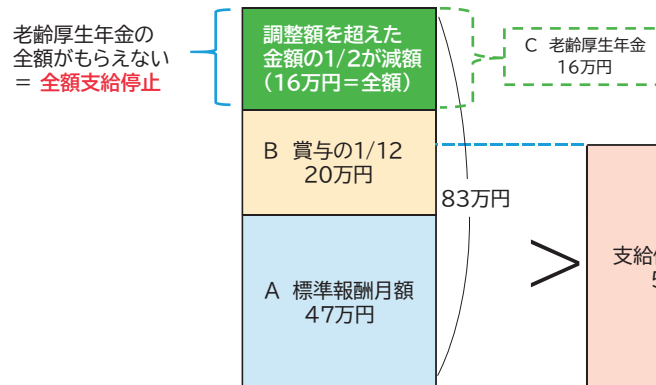 老齢厚生年金の
全額がもらえない
= 全額支給停止
調整額を超えた
金額の1/2が減額
(16万円=全額)
C 老齢厚生年金
16万円
B 賞与の1/12
20万円
83万円
A 標準報酬月額
47万円
>
支給
5